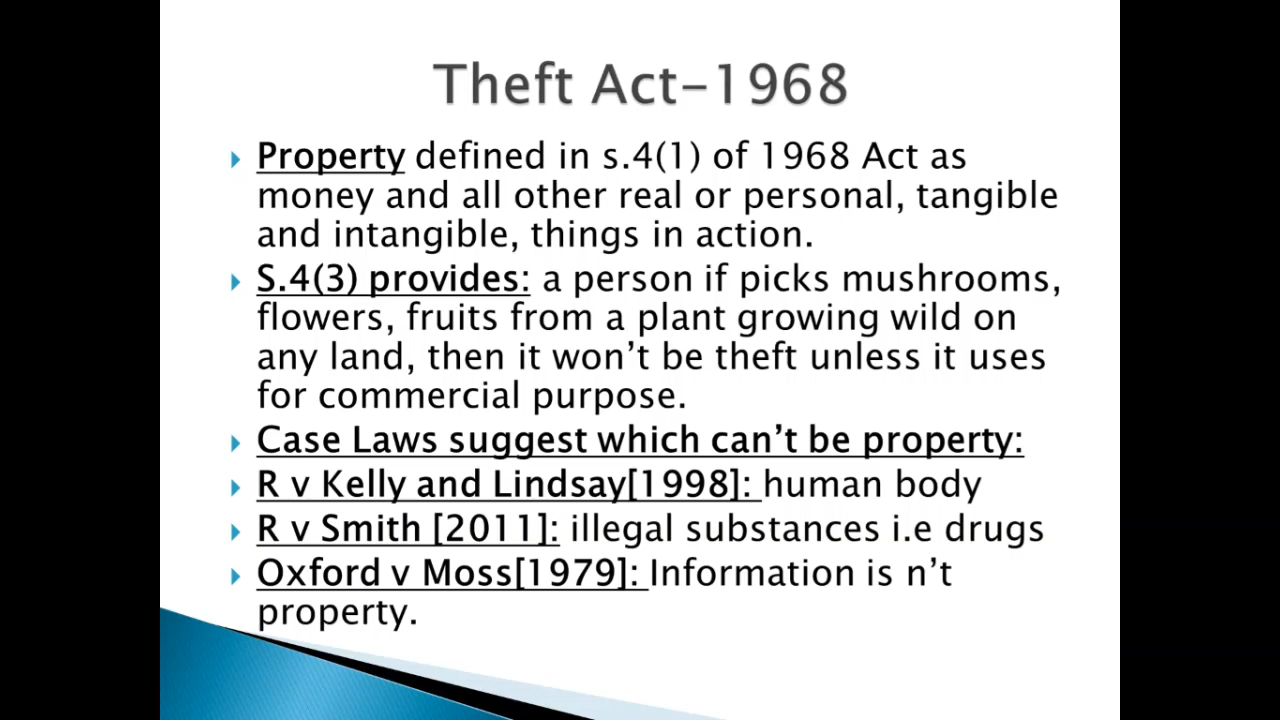 Theft Act-1968
Property defined in s.4(1) of 1968 Act as
money and all other real or personal, tangible
and intangible, things in action.
S.4(3) provides: a person if picks mushrooms,
flowers, fruits from a plant growing wild on
any land, then it won't be theft unless it uses
for commercial purpose.
Case Laws suggest which can't be property:
R v Kelly and Lindsay[1998]: human body
R v Smith [2011]: illegal substances i.e drugs
Oxford v Moss[1979]: Information is n't
property.